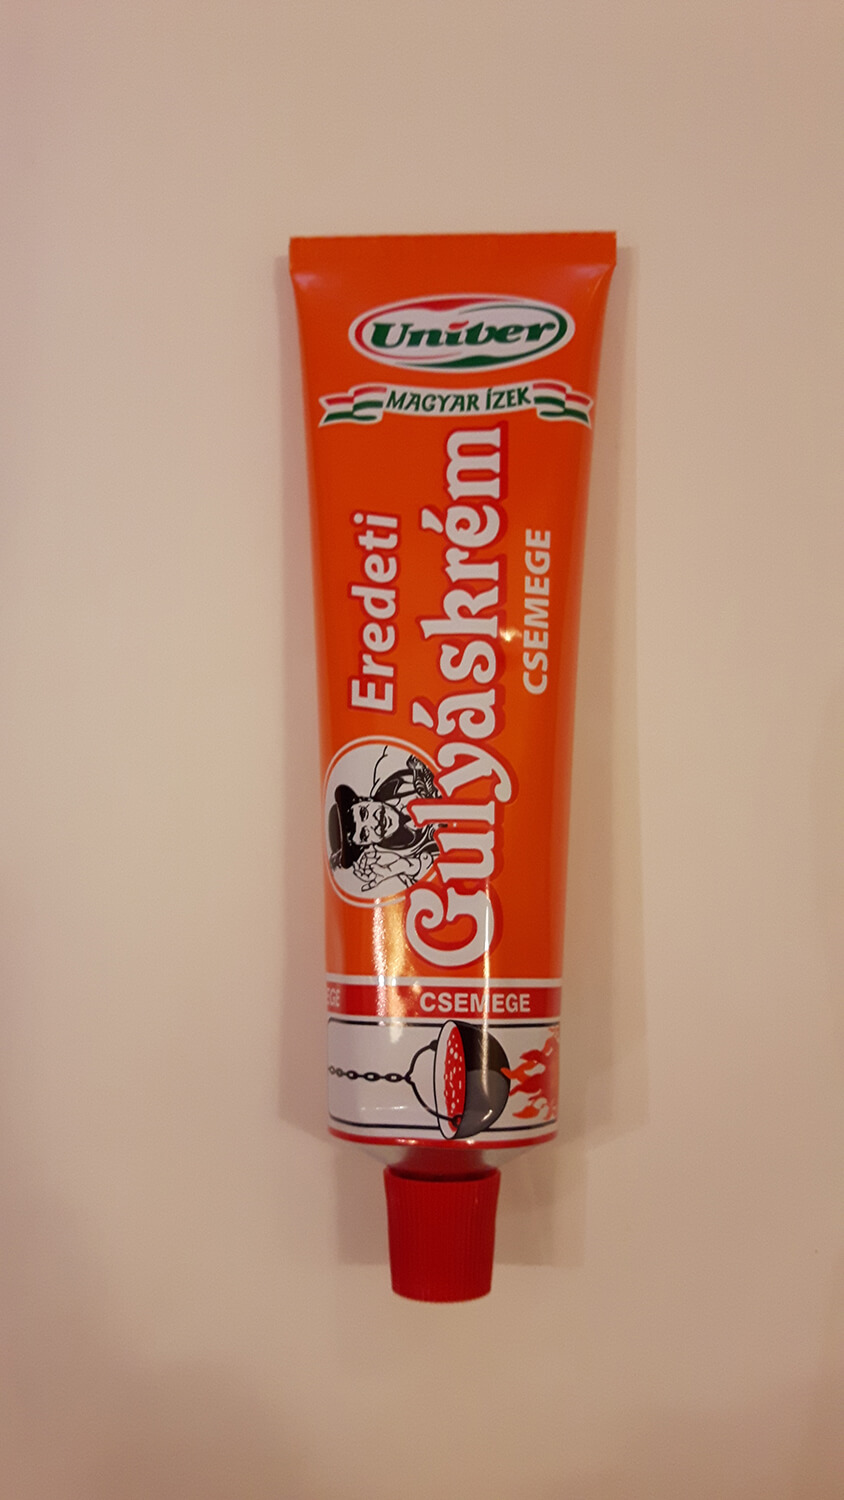 Univer
MAGYAR ÍZEK
Eredeti
Gulyáskrém
CSEMEGE
CSEMEGE